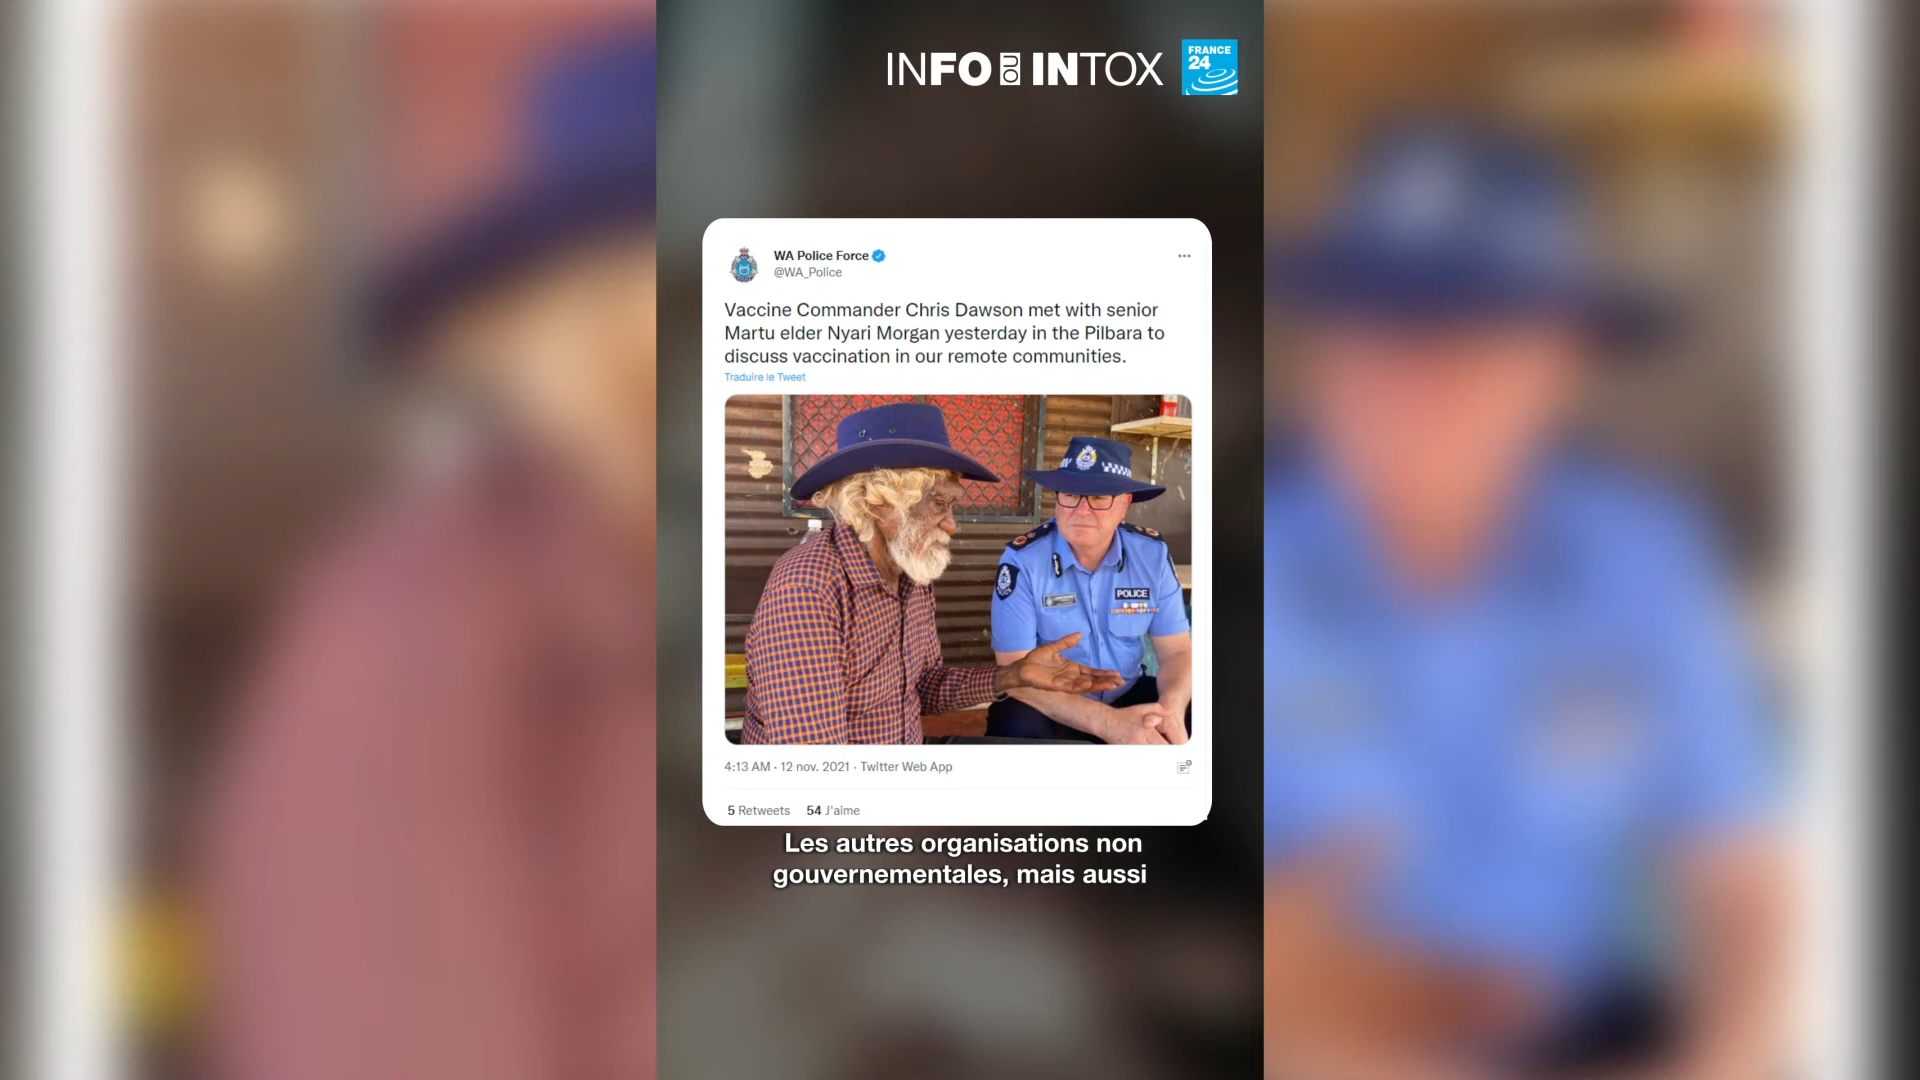 INFO OU INTOX
FRANCE
24
WA Police Force
@WA_Police
Vaccine Commander Chris Dawson met with senior
Martu elder Nyari Morgan yesterday in the Pilbara to
discuss vaccination in our remote communities.
Traduire le Tweet
POLICE
4:13 AM · 12 nov. 2021 · Twitter Web App
5 Retweets 54 J'aime
Les autres organisations non
gouvernementales, mais aussi